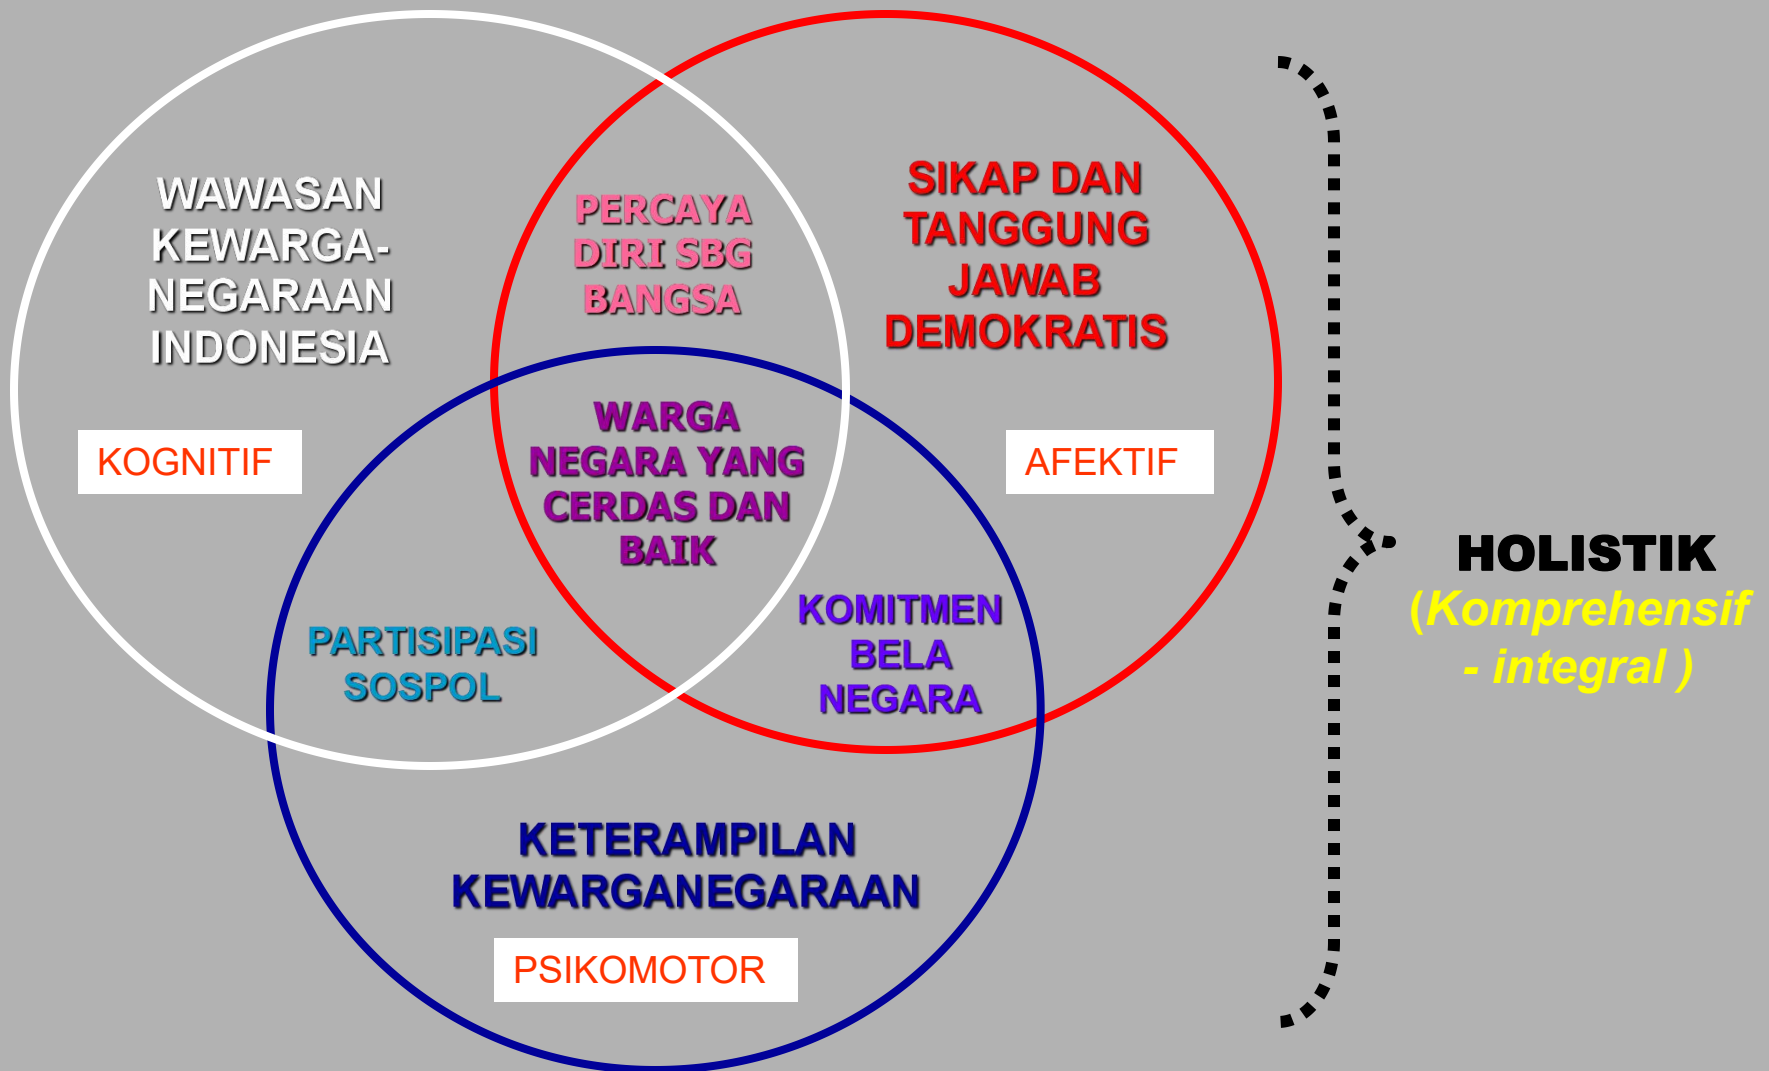 WAWASAN
KEWARGA-
NEGARAAN
INDONESIA
KOGNITIF
PERCAYA
DIRI SBG
BANGSA
SIKAP DAN
TANGGUNG
JAWAB
DEMOKRATIS
AFEKTIF
WARGA
NEGARA YANG
CERDAS DAN
BAIK
PARTISIPASI
SOSPOL
KOMITMEN
BELA
NEGARA
KETERAMPILAN
KEWARGANEGARAAN
PSIKOMOTOR
HOLISTIK
(Komprehensif
- integral )